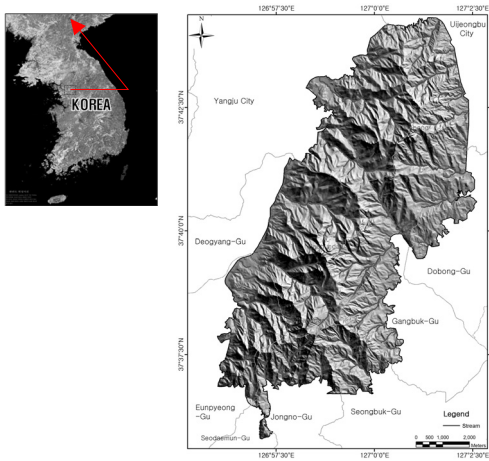 KOREA
126°57'30"E
127°0'0"E
127°2'30"E
N
Uijeongbu
City
Yangju City
37°42'30"N
37°40'0"N
Deogyang-Gu
Dobong-Gu
Gangbuk-Gu
37°37'30"N
Eunpyeong
-Gu
Jongno-Gu
Seongbuk-Gu
Seodaemun-Gu
Legend
Stream
0 500 1,000 2,000
Meters
126°57'30"E
127°0'0"E
127°2'30"E